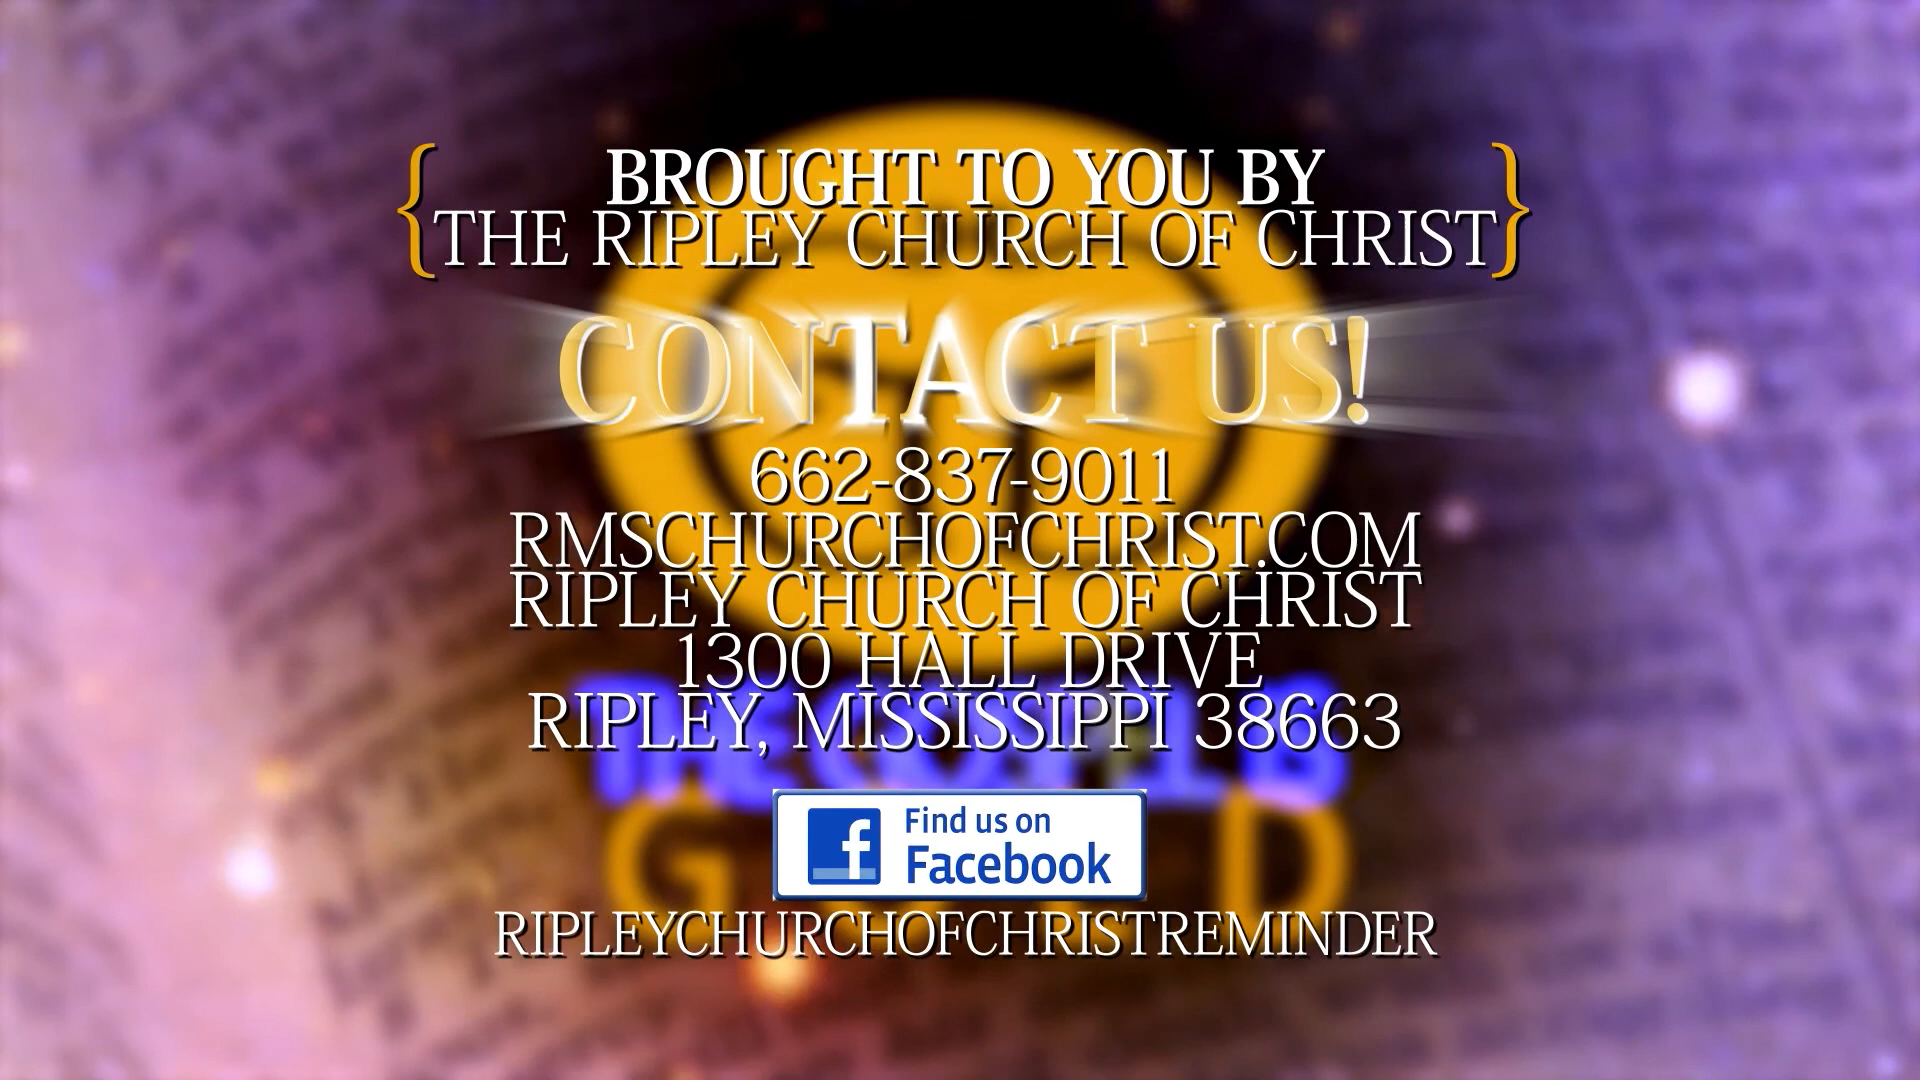 {BROUGHT TO YOU BY
THE RIPLEY CHURCH OF CHRIST}
CONTACT US!
662-837-9011
RMSCHURCHOFCHRIST.COM
RIPLEY CHURCH OF CHRIST
1300 HALL DRIVE
RIPLEY, MISSISSIPPI 38663
Find us on
Facebook
RIPLEYCHURCHOFCHRISTREMINDER